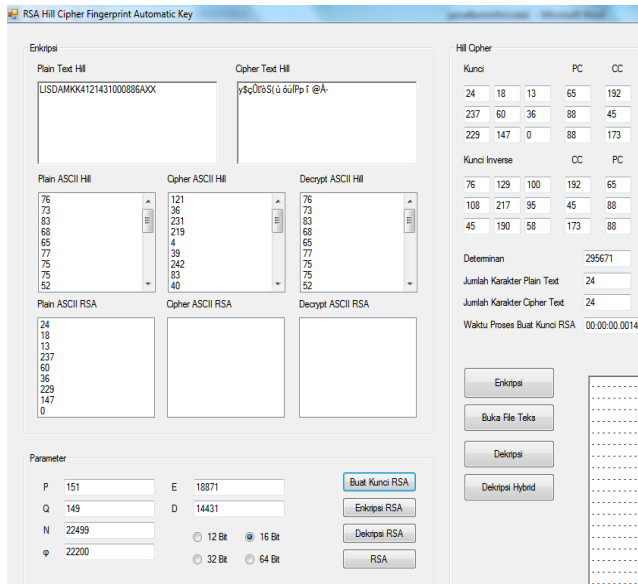 RSA Hill Cipher Fingerprint Automatic Key
Enkripsi
Plain Text Hill
Cipher Text Hill
LISDAMKK4121431000886AXX
Plain ASCII Hill
Cipher ASCII Hill
Decrypt ASCII Hill
76 121 76
73 36 73
83 231 83
68 219 68
65 4 65
77 39 77
75 242 75
75 83 75
52 40 52
Plain ASCII RSA
Cipher ASCII RSA
Decrypt ASCII RSA
24
18
13
237
60
36
229
147
0
Parameter
P 151 E 18871
Q 149 D 14431
N 22499
φ 22200
12 Bit 16 Bit
32 Bit 64 Bit
Buat Kunci RSA
Enkripsi RSA
Dekripsi RSA
RSA
Hill Cipher
Kunci PC CC
24 18 13 65 192
237 60 36 88 45
229 147 0 88 173
Kunci Inverse CC PC
76 129 100 192 65
108 217 95 45 88
45 190 58 173 88
Determinan 295671
Jumlah Karakter Plain Text 24
Jumlah Karakter Cipher Text 24
Waktu Proses Buat Kunci RSA 00:00:00.0014
Enkripsi
Buka File Teks
Dekripsi
Dekripsi Hybrid